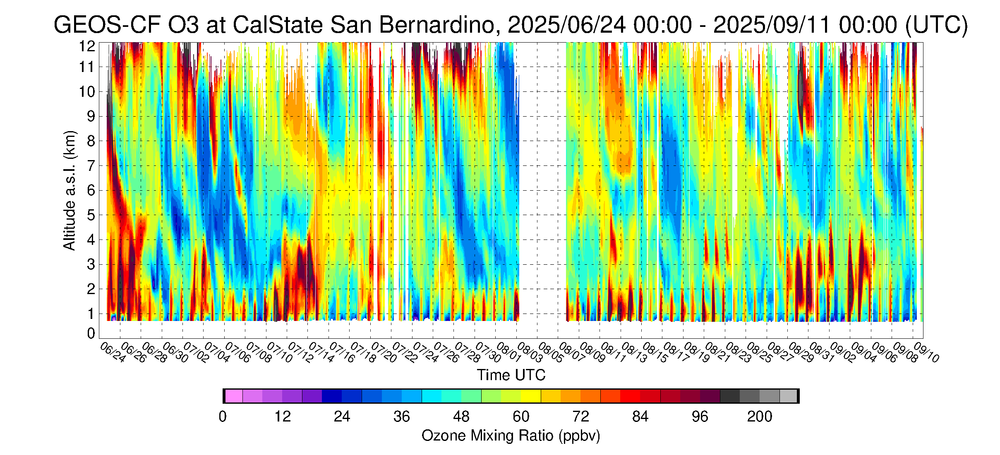 GEOS-CF O3 at CalState San Bernardino, 2025/06/24 00:00 - 2025/09/11 00:00 (UTC)
12
11
10
9
8
7
6
5
4
3
2
1
0
Altitude a.s.l. (km)
06/24 06/26 06/28 06/30 07/02 07/04 07/06 07/08 07/10 07/12 07/14 07/16 07/18 07/20 07/22 07/24 07/26 07/28 07/30 08/01 08/03 08/05 08/07 08/09 08/11 08/13 08/15 08/17 08/19 08/21 08/23 08/25 08/27 08/29 08/31 09/02 09/04 09/06 09/08 09/10
Time UTC
0 12 24 36 48 60 72 84 96 200
Ozone Mixing Ratio (ppbv)